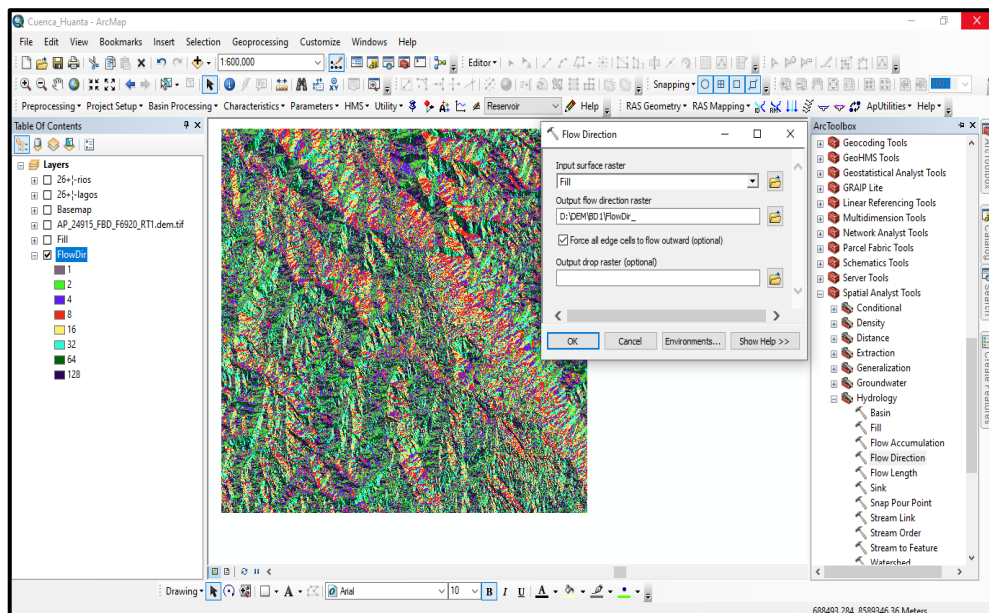 Cuenca_Huanta - ArcMap
File Edit View Bookmarks Insert Selection Geoprocessing Customize Windows Help
1:600,000
Editor
Snapping
Preprocessing Project Setup Basin Processing Characteristics Parameters HMS Utility
Reservoir
Help
RAS Geometry RAS Mapping
ApUtilities Help
Table Of Contents
Layers
26+¦-rios
26+¦-lagos
Basemap
AP_24915_FBD_F6920_RT1.dem.tif
Fill
FlowDir
1
2
4
8
16
32
64
128
Flow Direction
Input surface raster
Fill
Output flow direction raster
D:\DEM\BD1\FlowDir_
Force all edge cells to flow outward (optional)
Output drop raster (optional)
OK Cancel Environments... Show Help >>
ArcToolbox
Geocoding Tools
GeoHMS Tools
Geostatistical Analyst Tools
GRAIP Lite
Linear Referencing Tools
Multidimension Tools
Network Analyst Tools
Parcel Fabric Tools
Schematics Tools
Server Tools
Spatial Analyst Tools
Conditional
Density
Distance
Extraction
Generalization
Groundwater
Hydrology
Basin
Fill
Flow Accumulation
Flow Direction
Flow Length
Sink
Snap Pour Point
Stream Link
Stream Order
Stream to Feature
Watershed
ArcToolbox
Catalog
Search
Create Features
Drawing
Arial
10
B I U A
688493.284 8589346.36 Meters